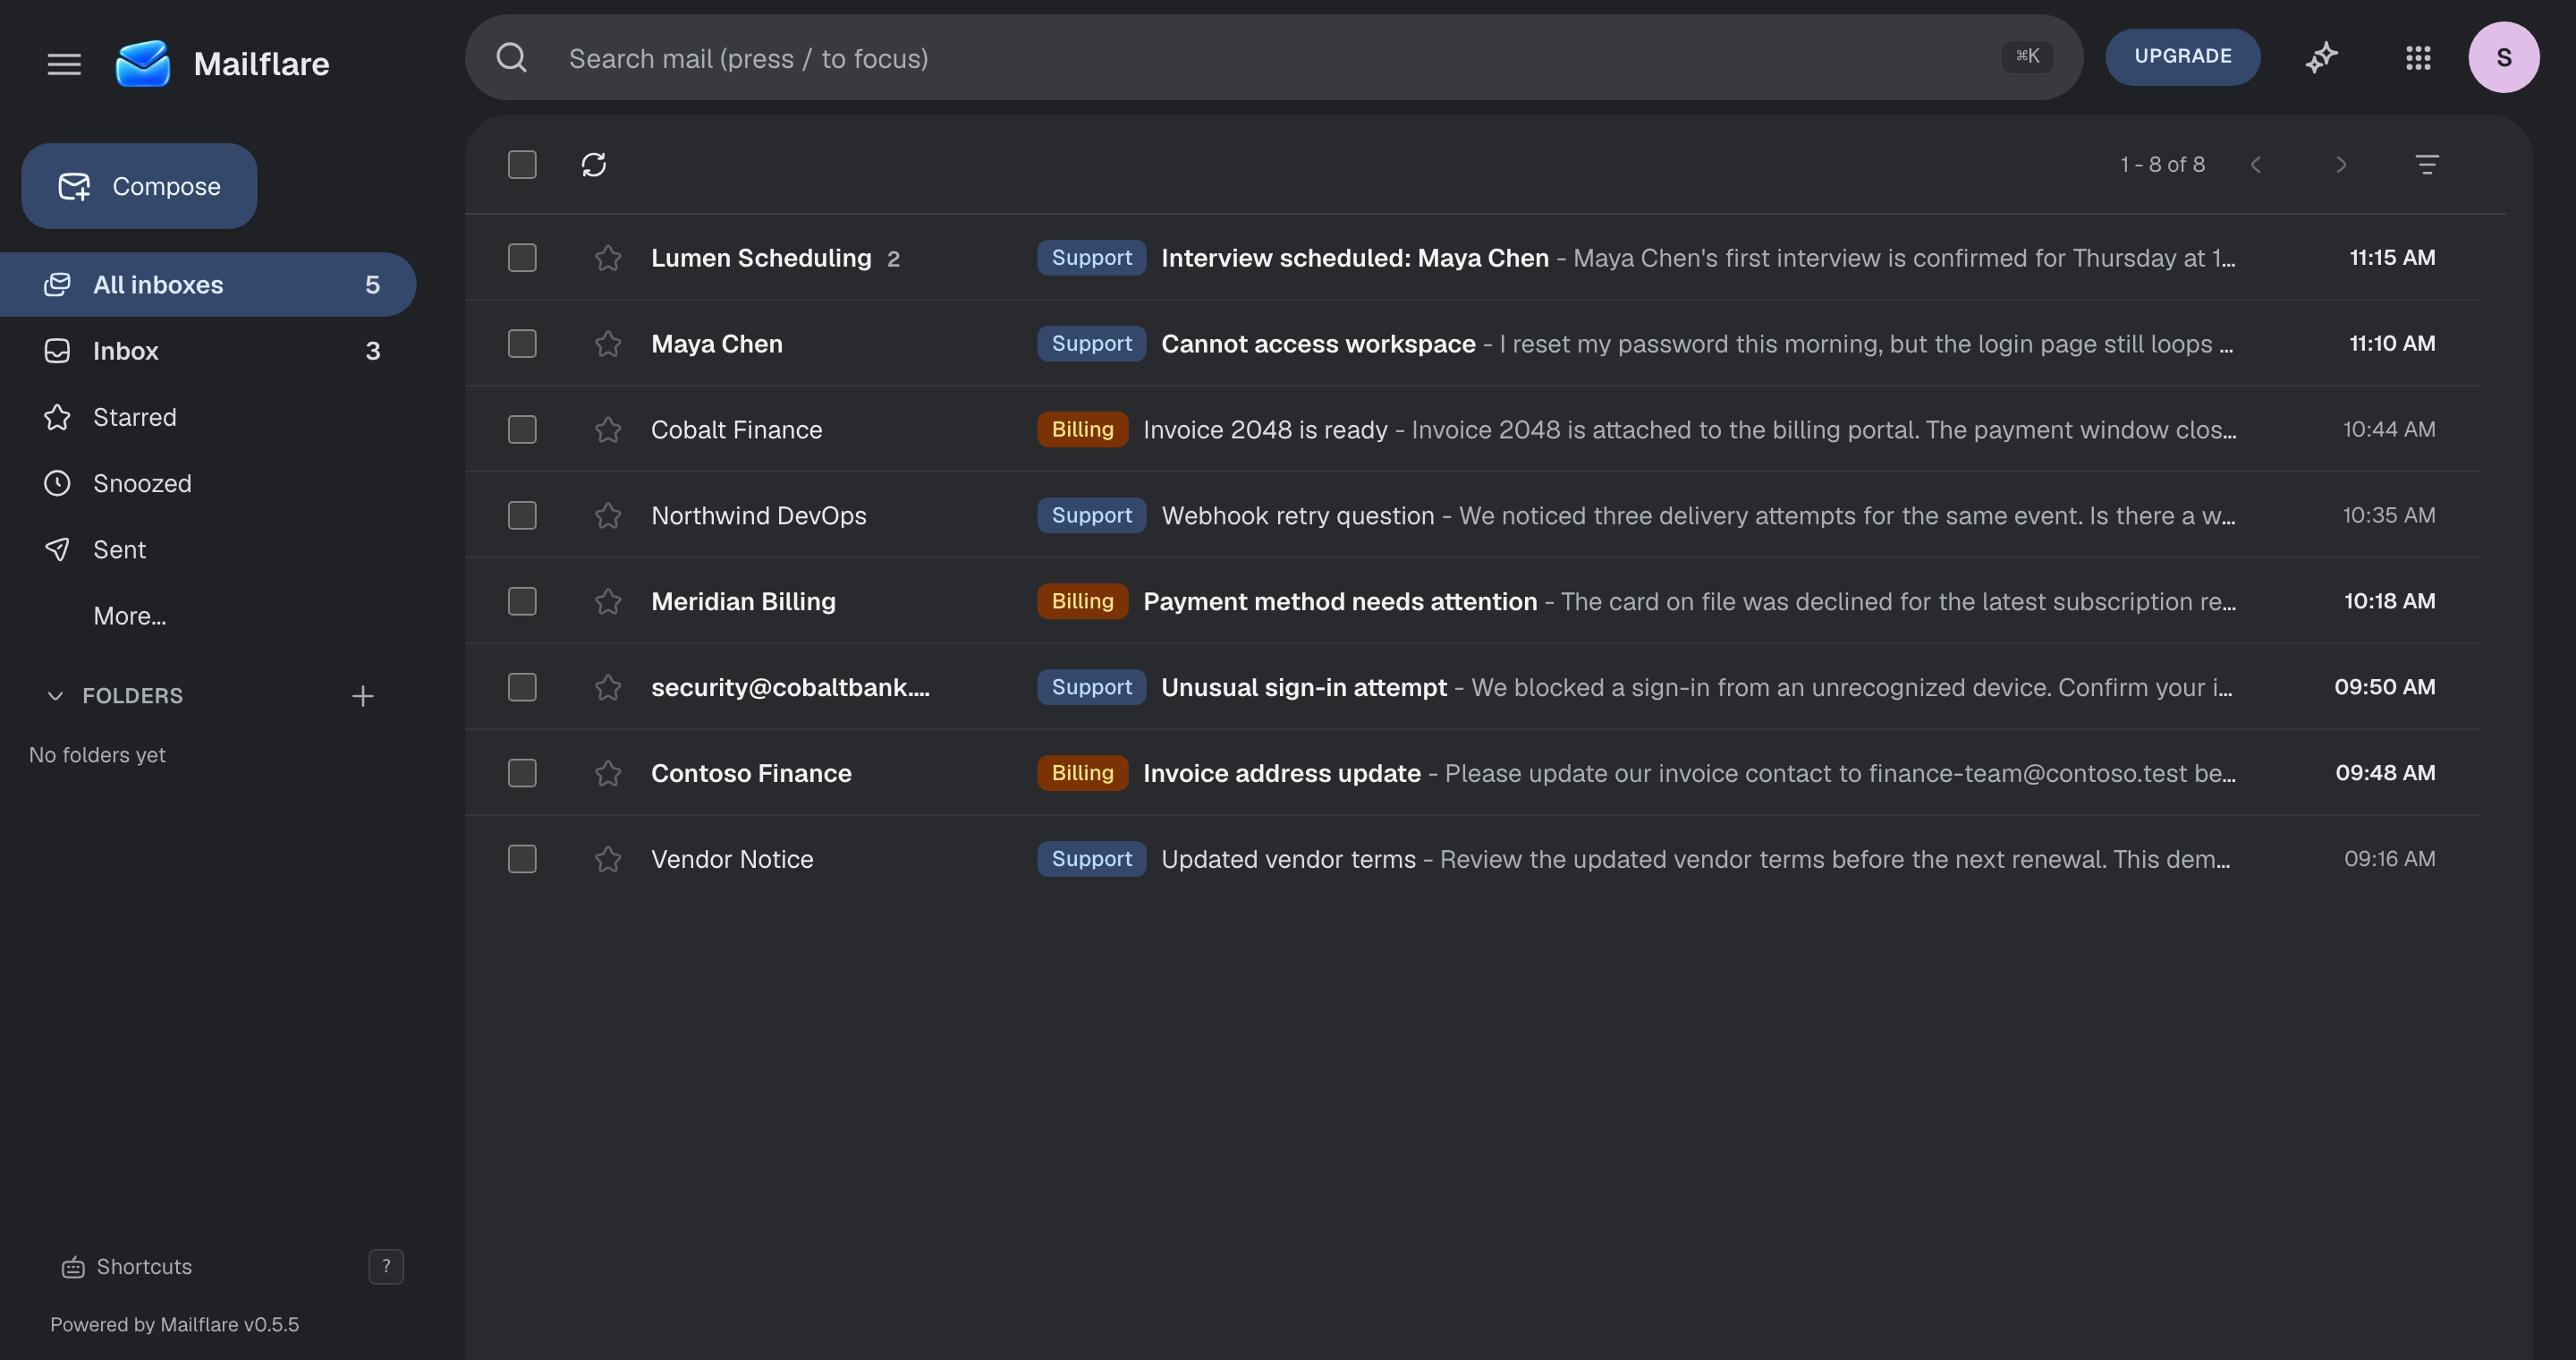 Mailflare
Search mail (press / to focus)
⌘K
UPGRADE
S
Compose
All inboxes 5
Inbox 3
Starred
Snoozed
Sent
More...
FOLDERS
No folders yet
1 - 8 of 8
Lumen Scheduling 2 Support Interview scheduled: Maya Chen - Maya Chen's first interview is confirmed for Thursday at 1... 11:15 AM
Maya Chen Support Cannot access workspace - I reset my password this morning, but the login page still loops ... 11:10 AM
Cobalt Finance Billing Invoice 2048 is ready - Invoice 2048 is attached to the billing portal. The payment window clos... 10:44 AM
Northwind DevOps Support Webhook retry question - We noticed three delivery attempts for the same event. Is there a w... 10:35 AM
Meridian Billing Billing Payment method needs attention - The card on file was declined for the latest subscription re... 10:18 AM
security@cobaltbank.... Support Unusual sign-in attempt - We blocked a sign-in from an unrecognized device. Confirm your i... 09:50 AM
Contoso Finance Billing Invoice address update - Please update our invoice contact to finance-team@contoso.test be... 09:48 AM
Vendor Notice Support Updated vendor terms - Review the updated vendor terms before the next renewal. This dem... 09:16 AM
Shortcuts ?
Powered by Mailflare v0.5.5